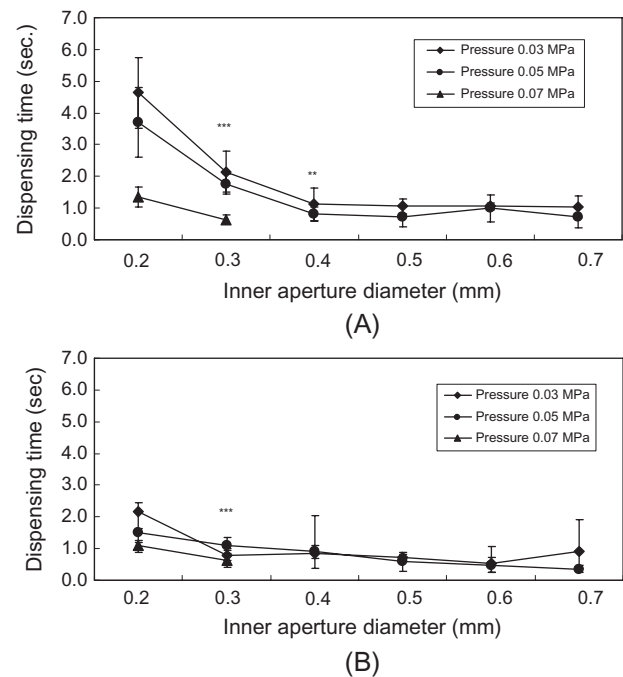 7.0
6.0
5.0
4.0
3.0
2.0
1.0
0.0
Dispensing time (sec.)
Pressure 0.03 MPa
Pressure 0.05 MPa
Pressure 0.07 MPa
***
**
0.2 0.3 0.4 0.5 0.6 0.7
Inner aperture diameter (mm)
(A)
7.0
6.0
5.0
4.0
3.0
2.0
1.0
0.0
Dispensing time (sec)
Pressure 0.03 MPa
Pressure 0.05 MPa
Pressure 0.07 MPa
***
0.2 0.3 0.4 0.5 0.6 0.7
Inner aperture diameter (mm)
(B)